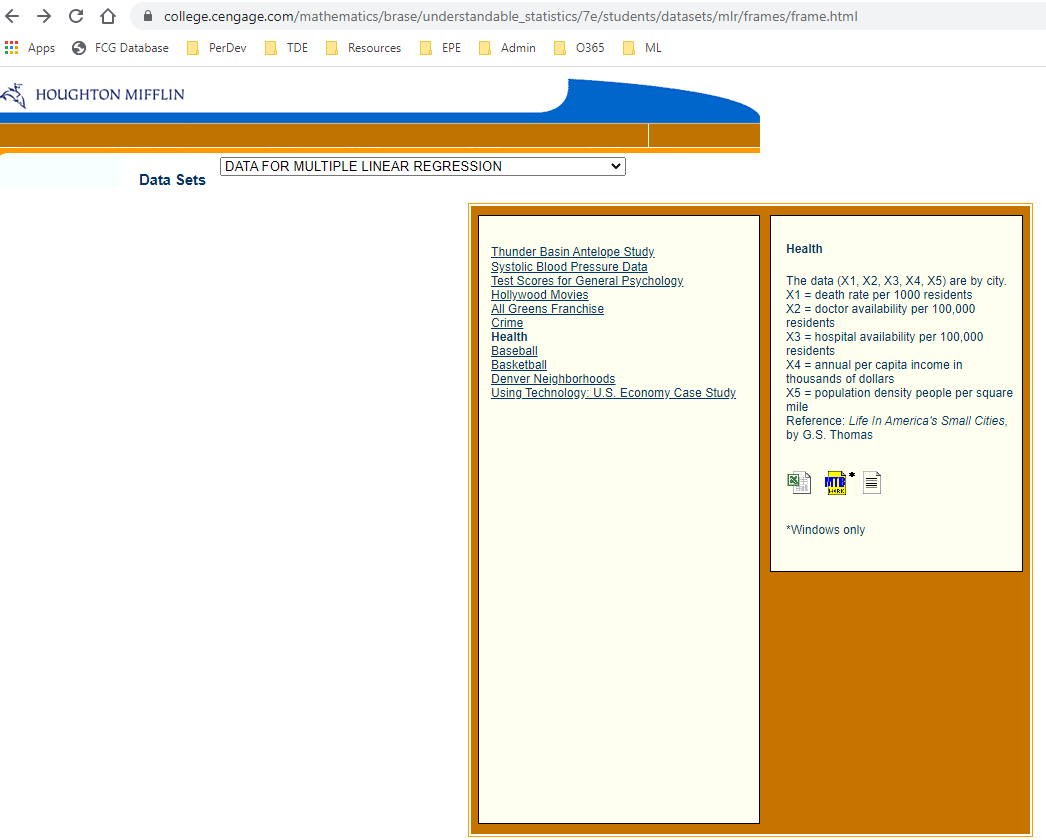 college.cengage.com/mathematics/brase/understandable_statistics/7e/students/datasets/mlr/frames/frame.html
Apps FCG Database PerDev TDE Resources EPE Admin O365 ML
HOUGHTON MIFFLIN
Data Sets DATA FOR MULTIPLE LINEAR REGRESSION
Thunder Basin Antelope Study
Systolic Blood Pressure Data
Test Scores for General Psychology
Hollywood Movies
All Greens Franchise
Crime
Health
Baseball
Basketball
Denver Neighborhoods
Using Technology: U.S. Economy Case Study
Health
The data (X1, X2, X3, X4, X5) are by city.
X1 = death rate per 1000 residents
X2 = doctor availability per 100,000
residents
X3 = hospital availability per 100,000
residents
X4 = annual per capita income in
thousands of dollars
X5 = population density people per square
mile
Reference: Life In America's Small Cities,
by G.S. Thomas
MTB *
WORK
*Windows only